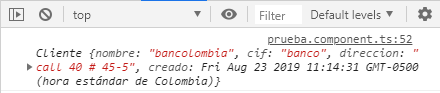 top Filter Default levels
prueba.component.ts:52
Cliente {nombre: "bancolombia", cif: "banco", direccion: "
call 40 # 45-5", creado: Fri Aug 23 2019 11:14:31 GMT-0500
(hora estándar de Colombia)}